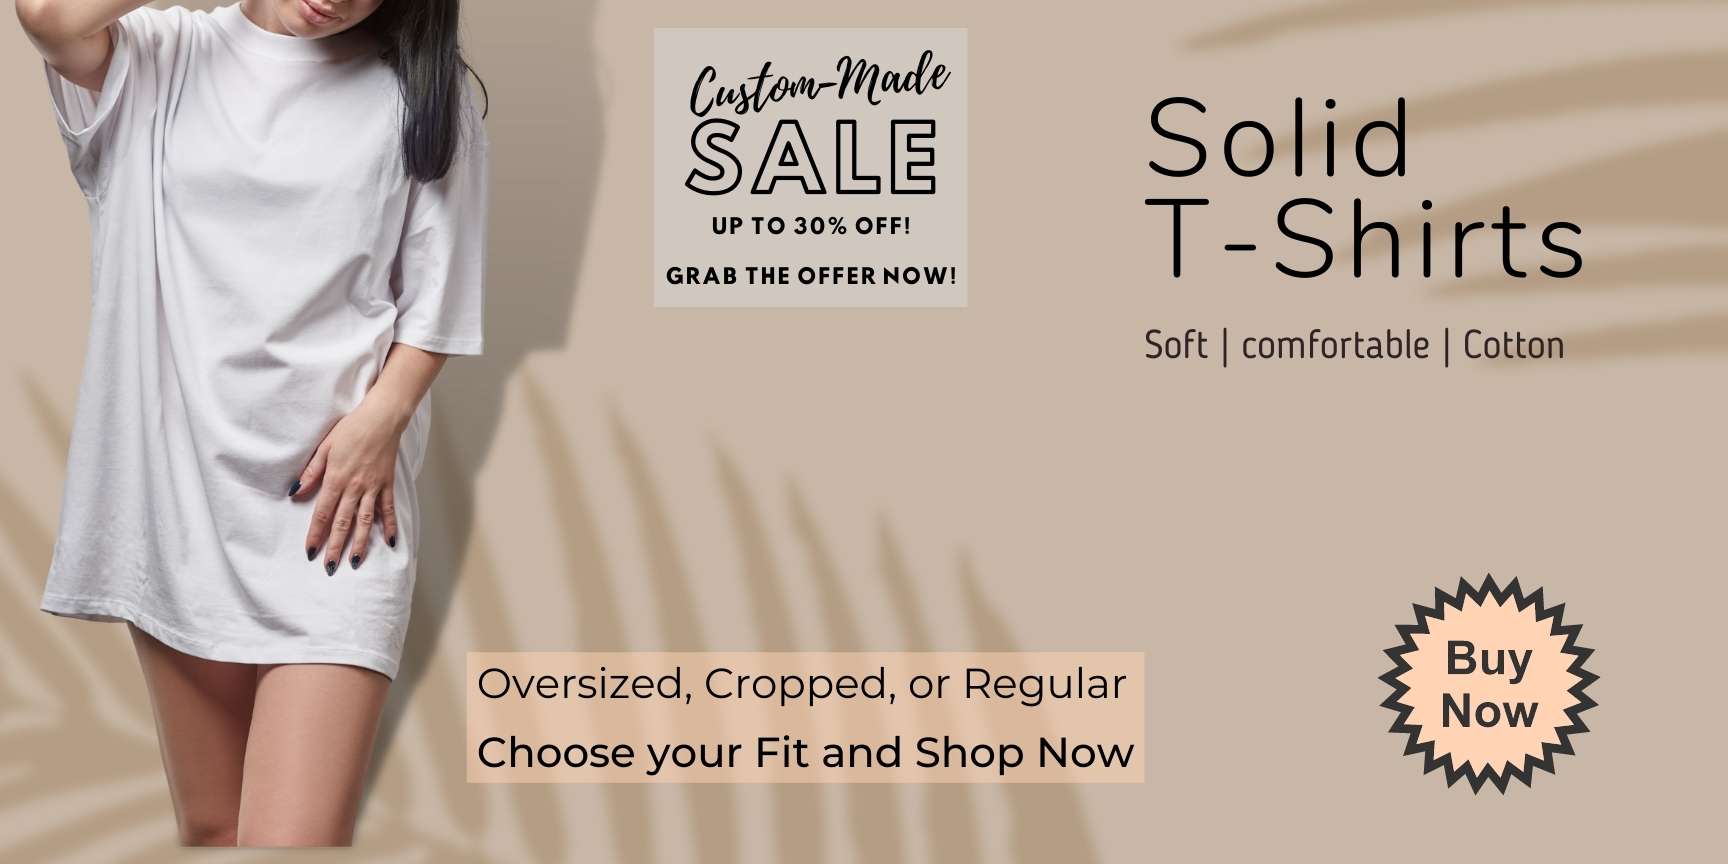 Custom-Made
SALE
UP TO 30% OFF!
GRAB THE OFFER NOW!
Solid
T-Shirts
Soft | comfortable | Cotton
Oversized, Cropped, or Regular
Choose your Fit and Shop Now
Buy
Now